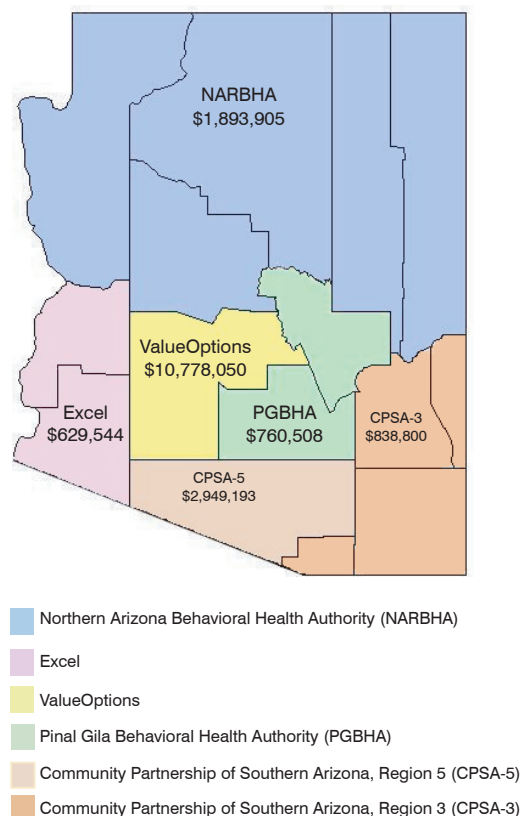 NARBHA
$1,893,905
ValueOptions
$10,778,050
Excel
$629,544
PGBHA
$760,508
CPSA-3
$838,800
CPSA-5
$2,949,193
Northern Arizona Behavioral Health Authority (NARBHA)
Excel
ValueOptions
Pinal Gila Behavioral Health Authority (PGBHA)
Community Partnership of Southern Arizona, Region 5 (CPSA-5)
Community Partnership of Southern Arizona, Region 3 (CPSA-3)